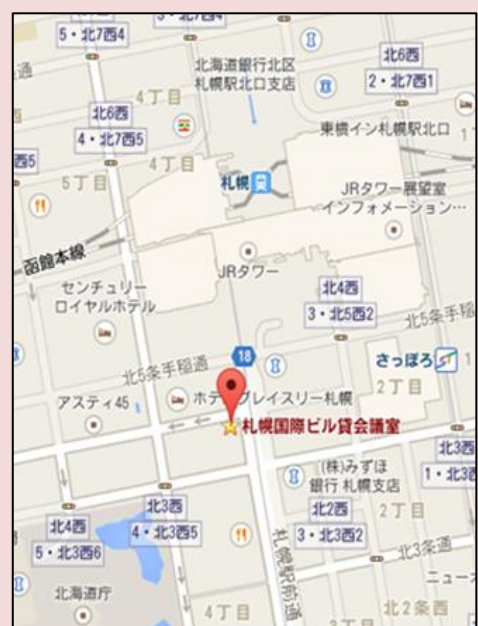 5・北7西4
7西4
北海道銀行北区
札幌駅北口支店
北6西
2・北7西1
4丁目
北6西
4・北7西5
東横イン札幌駅北口
西5
4丁目
5丁目
札幌
JRタワー展望室
インフォメーション…
函館本線
JRタワー
センチュリー
ロイヤルホテル
北4西
3・北5西2
北5条手稲
北5条手稲通
18
さっぽろ
1
2丁目
アスティ45
ホテルグレイスリー札幌
札幌国際ビル貸会議室
北3西
1・北3
(株)みずほ
銀行 札幌支店
北4西
5・北3西6
北3西
4・北3西5
北2西
3・北3西2
2丁目
北3条通
札幌駅前通
ニュー
北海道庁
4丁目
3丁目
北2条西